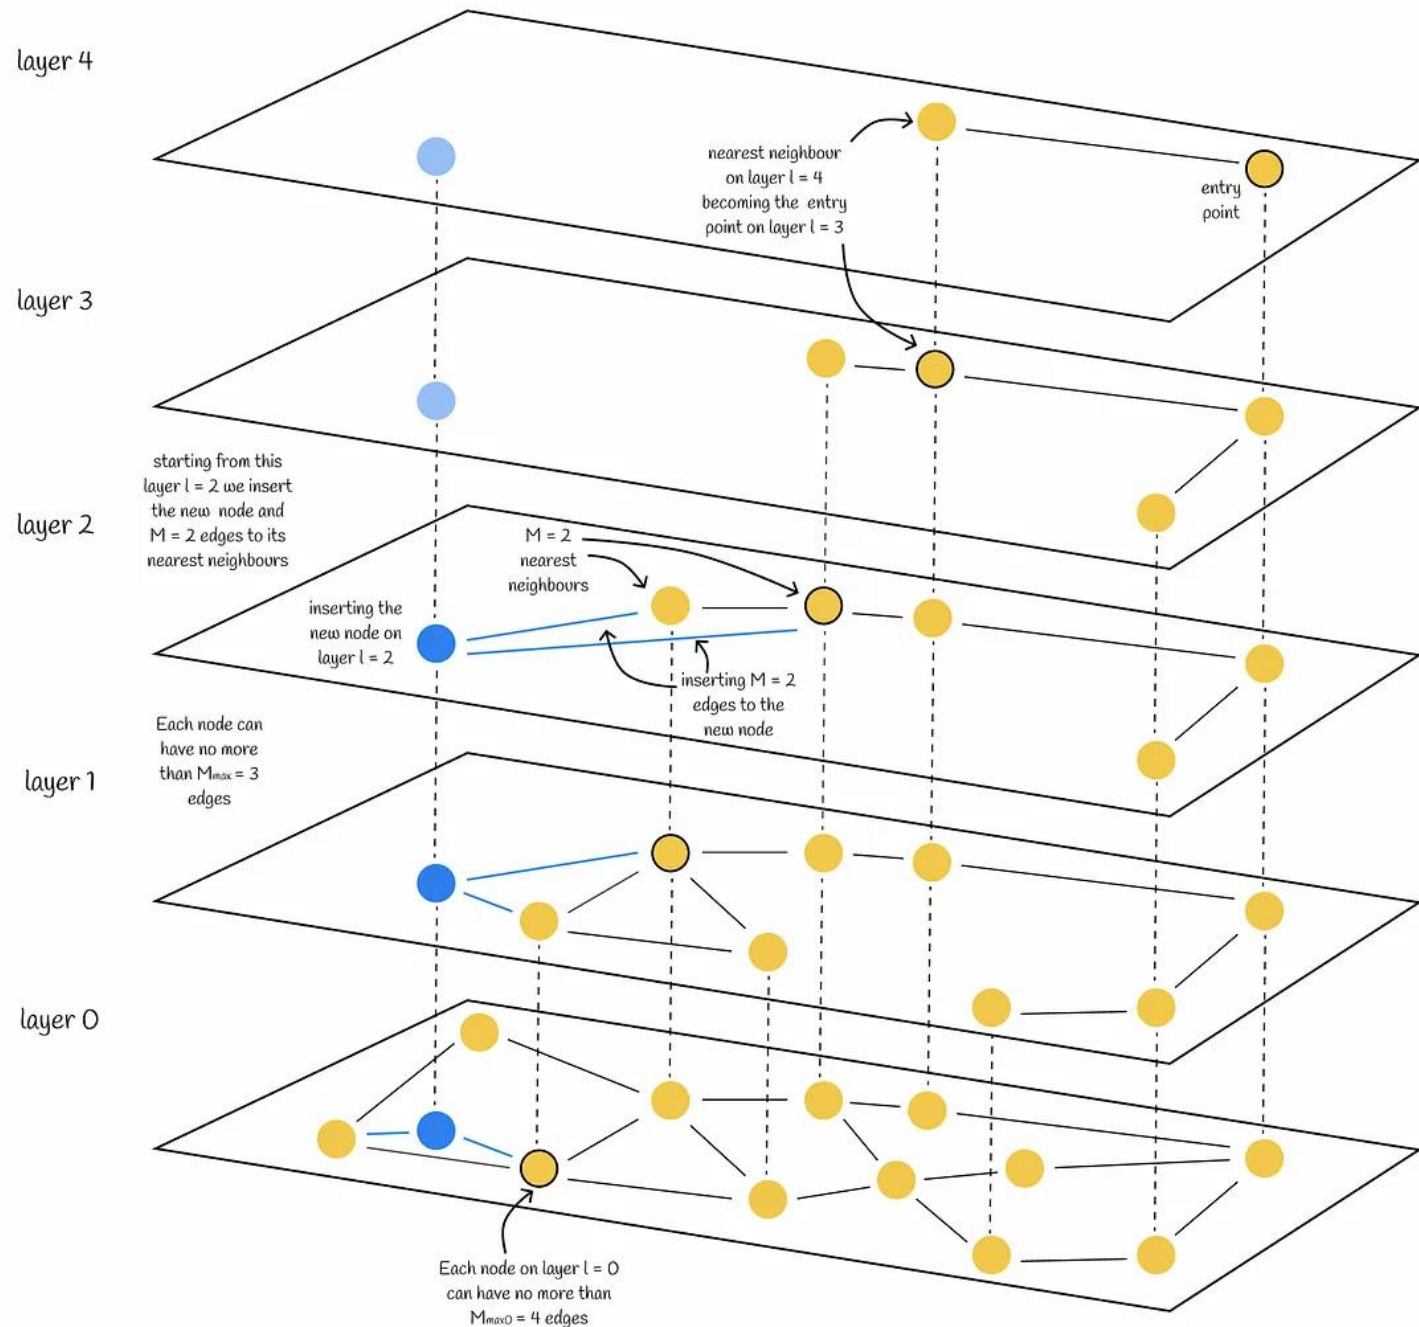 layer 4
nearest neighbour
on layer l = 4
becoming the entry
point on layer l = 3
entry
point
layer 3
starting from this
layer l = 2 we insert
the new node and
M = 2 edges to its
nearest neighbours
layer 2
M = 2
nearest
neighbours
inserting the
new node on
layer l = 2
inserting M = 2
edges to the
new node
Each node can
have no more
than Mmax = 3
edges
layer 1
layer 0
Each node on layer l = 0
can have no more than
Mmax0 = 4 edges